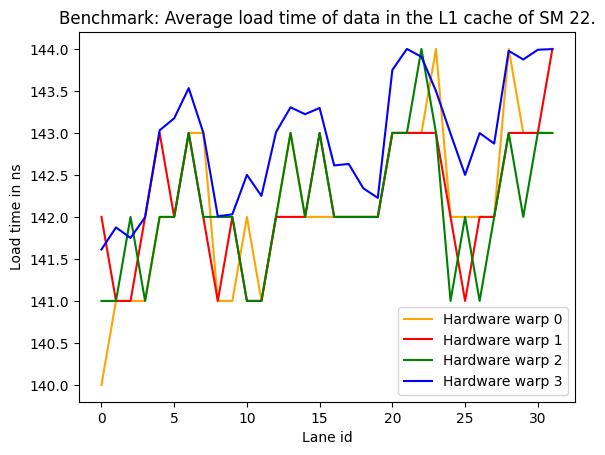 Benchmark: Average load time of data in the L1 cache of SM 22.
144.0
143.5
143.0
142.5
142.0
141.5
141.0
140.5
140.0
Load time in ns
0 5 10 15 20 25 30
Lane id
Hardware warp 0
Hardware warp 1
Hardware warp 2
Hardware warp 3